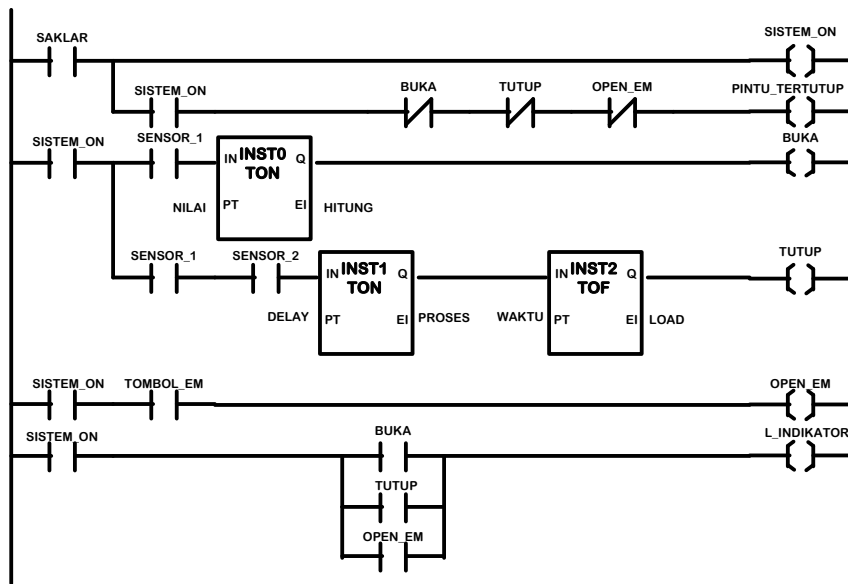 SAKLAR
SISTEM_ON
SISTEM_ON
BUKA
TUTUP
OPEN_EM
PINTU_TERTUTUP
SISTEM_ON
SENSOR_1
IN INST0 Q
TON
BUKA
NILAI
PT
EI
HITUNG
SENSOR_1
SENSOR_2
IN INST1 Q
TON
IN INST2 Q
TOF
TUTUP
DELAY
PT
EI
PROSES
WAKTU
PT
EI
LOAD
SISTEM_ON
TOMBOL_EM
OPEN_EM
SISTEM_ON
BUKA
L_INDIKATOR
TUTUP
OPEN_EM